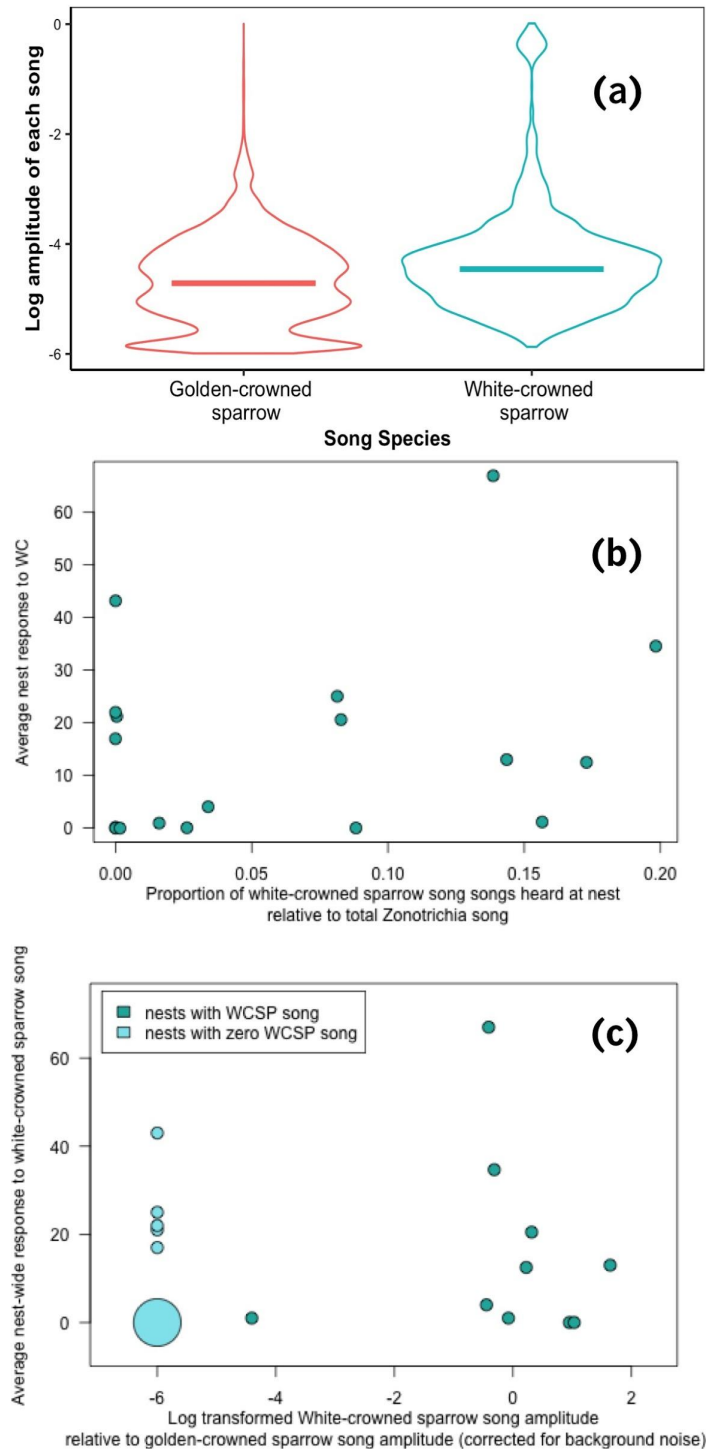 (a)
Log amplitude of each song
0
-2
-4
-6
Golden-crowned
sparrow
White-crowned
sparrow
Song Species
(b)
Average nest response to WC
60
50
40
30
20
10
0
0.00 0.05 0.10 0.15 0.20
Proportion of white-crowned sparrow song songs heard at nest
relative to total Zonotrichia song
(c)
nests with WCSP song
nests with zero WCSP song
Average nest-wide response to white-crowned sparrow song
60
40
20
0
-6 -4 -2 0 2
Log transformed White-crowned sparrow song amplitude
relative to golden-crowned sparrow song amplitude (corrected for background noise)